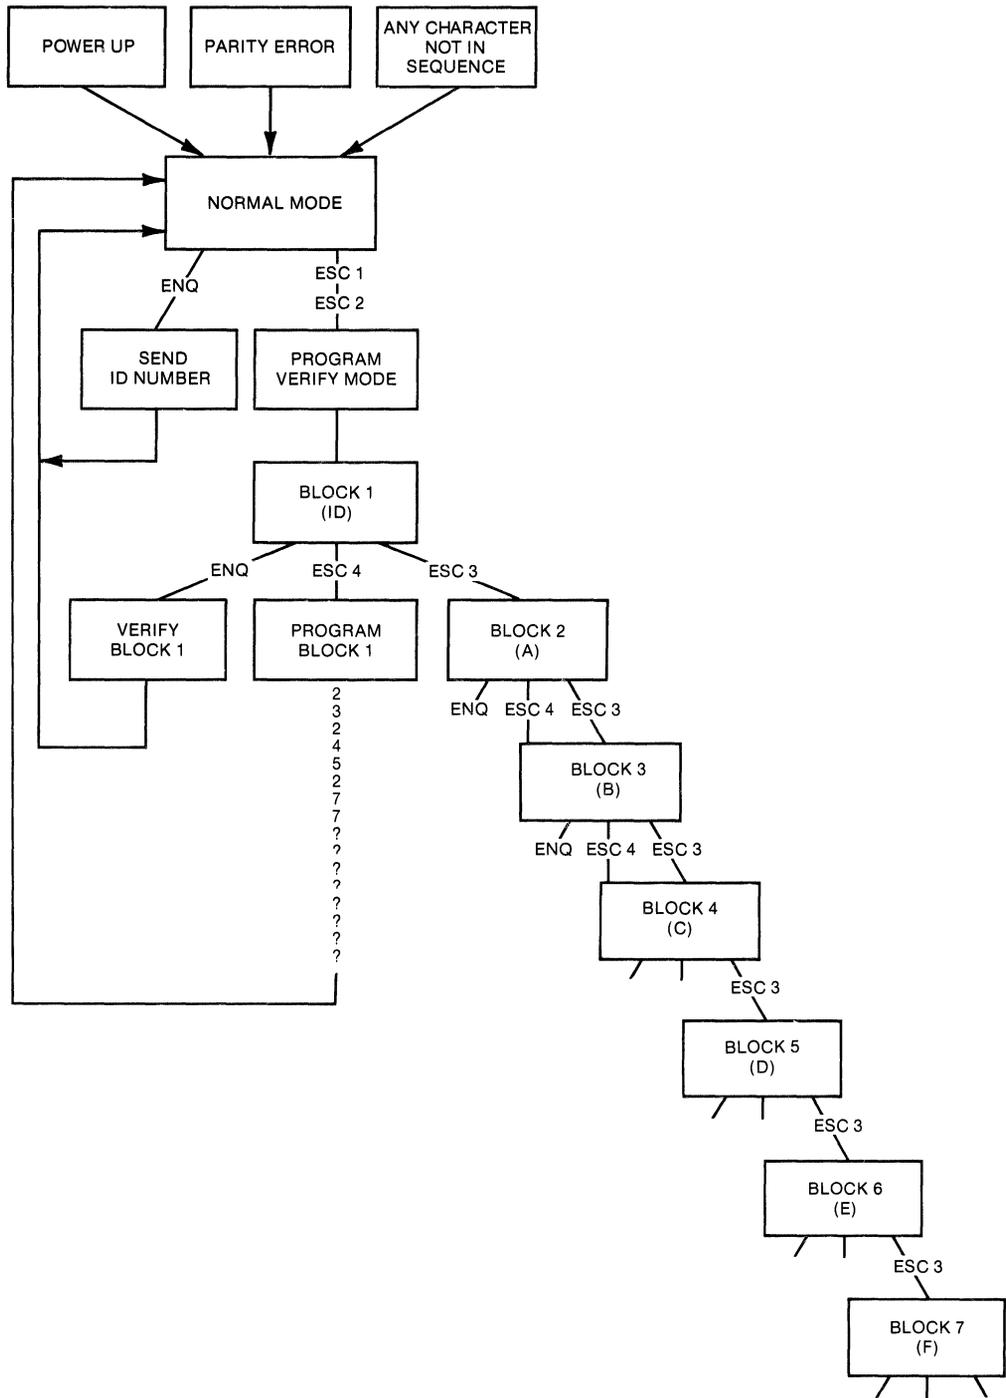 POWER UP
PARITY ERROR
ANY CHARACTER
NOT IN
SEQUENCE
NORMAL MODE
ENQ
ESC 1
ESC 2
SEND
ID NUMBER
PROGRAM
VERIFY MODE
BLOCK 1
(ID)
ENQ
ESC 4
ESC 3
VERIFY
BLOCK 1
PROGRAM
BLOCK 1
BLOCK 2
(A)
2
3
2
4
5
2
7
7
?
?
?
?
?
?
?
?
ENQ
ESC 4
ESC 3
BLOCK 3
(B)
ENQ
ESC 4
ESC 3
BLOCK 4
(C)
ESC 3
BLOCK 5
(D)
ESC 3
BLOCK 6
(E)
ESC 3
BLOCK 7
(F)